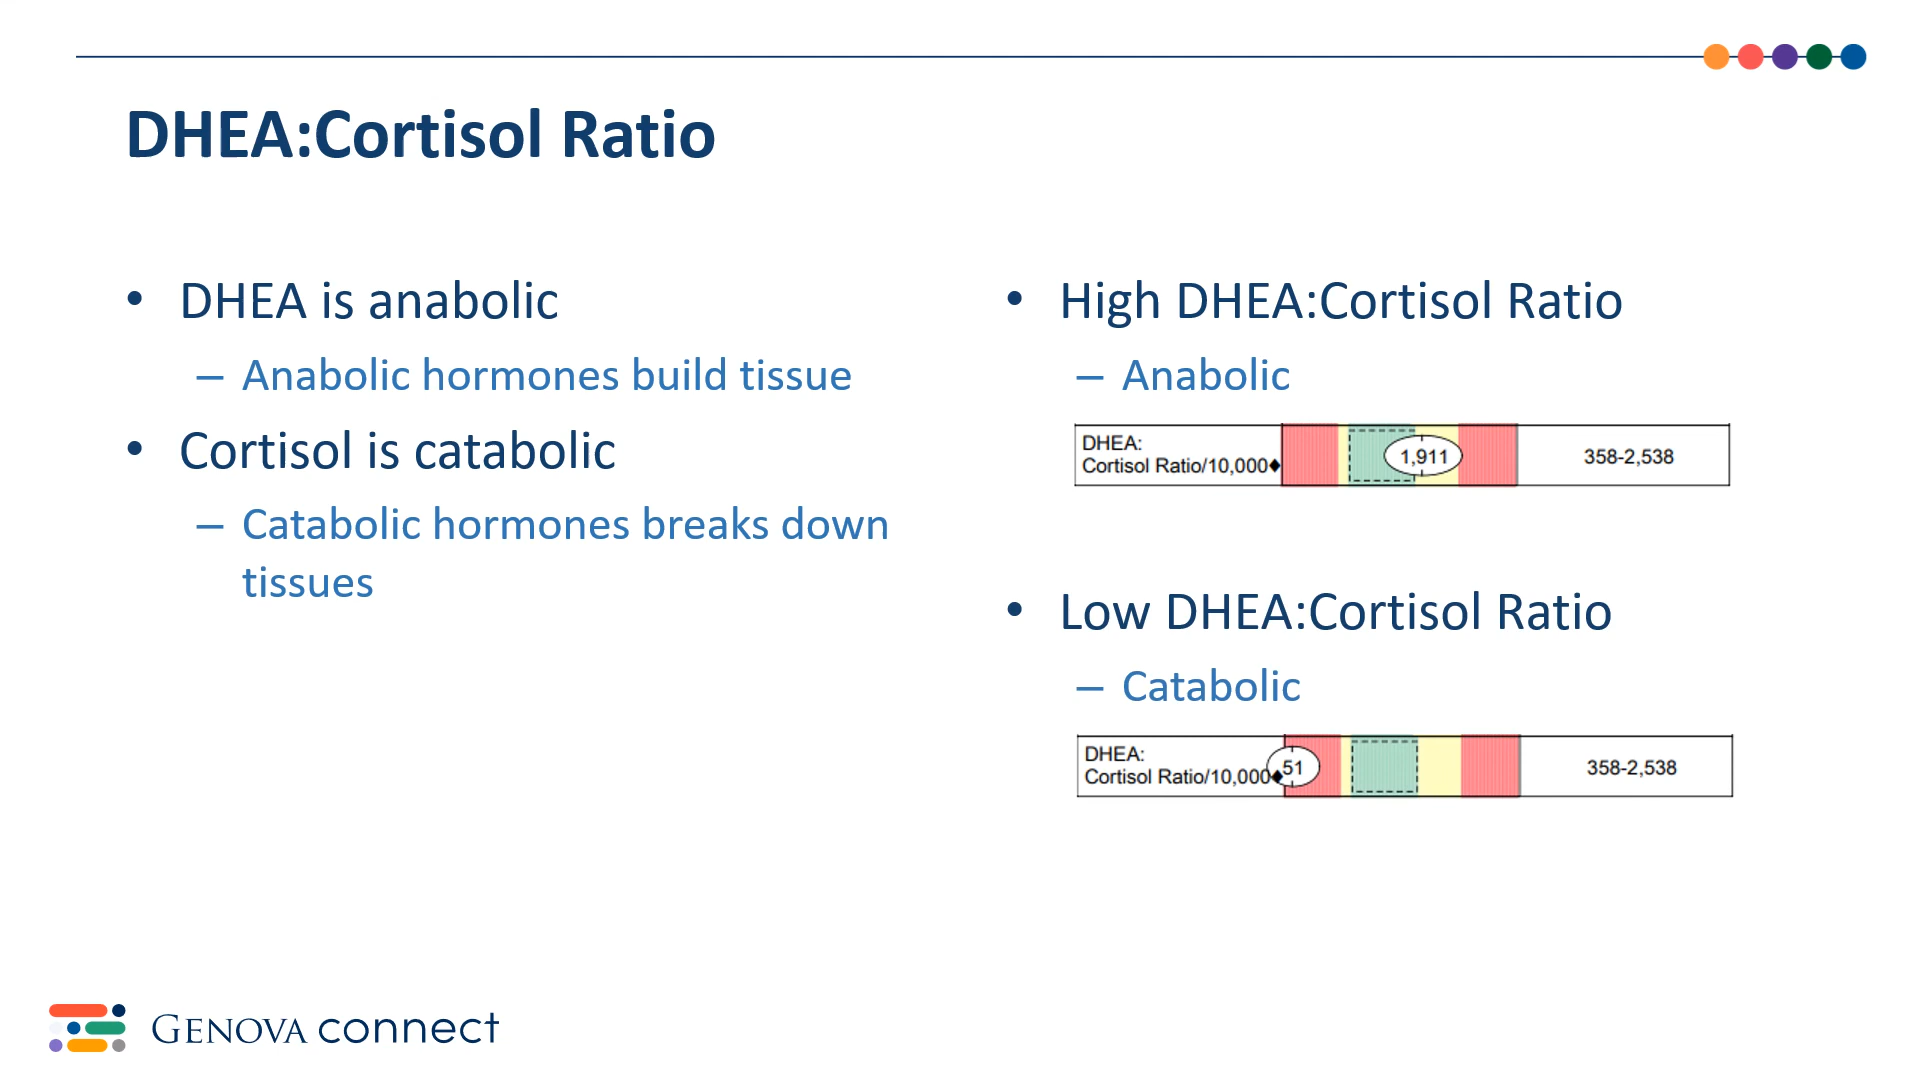 DHEA:Cortisol Ratio
• DHEA is anabolic
– Anabolic hormones build tissue
• Cortisol is catabolic
– Catabolic hormones breaks down
tissues
• High DHEA:Cortisol Ratio
– Anabolic
DHEA:
Cortisol Ratio/10,000♦ 1,911 358-2,538
• Low DHEA:Cortisol Ratio
– Catabolic
DHEA:
Cortisol Ratio/10,000♦ 51 358-2,538
GENOVA connect